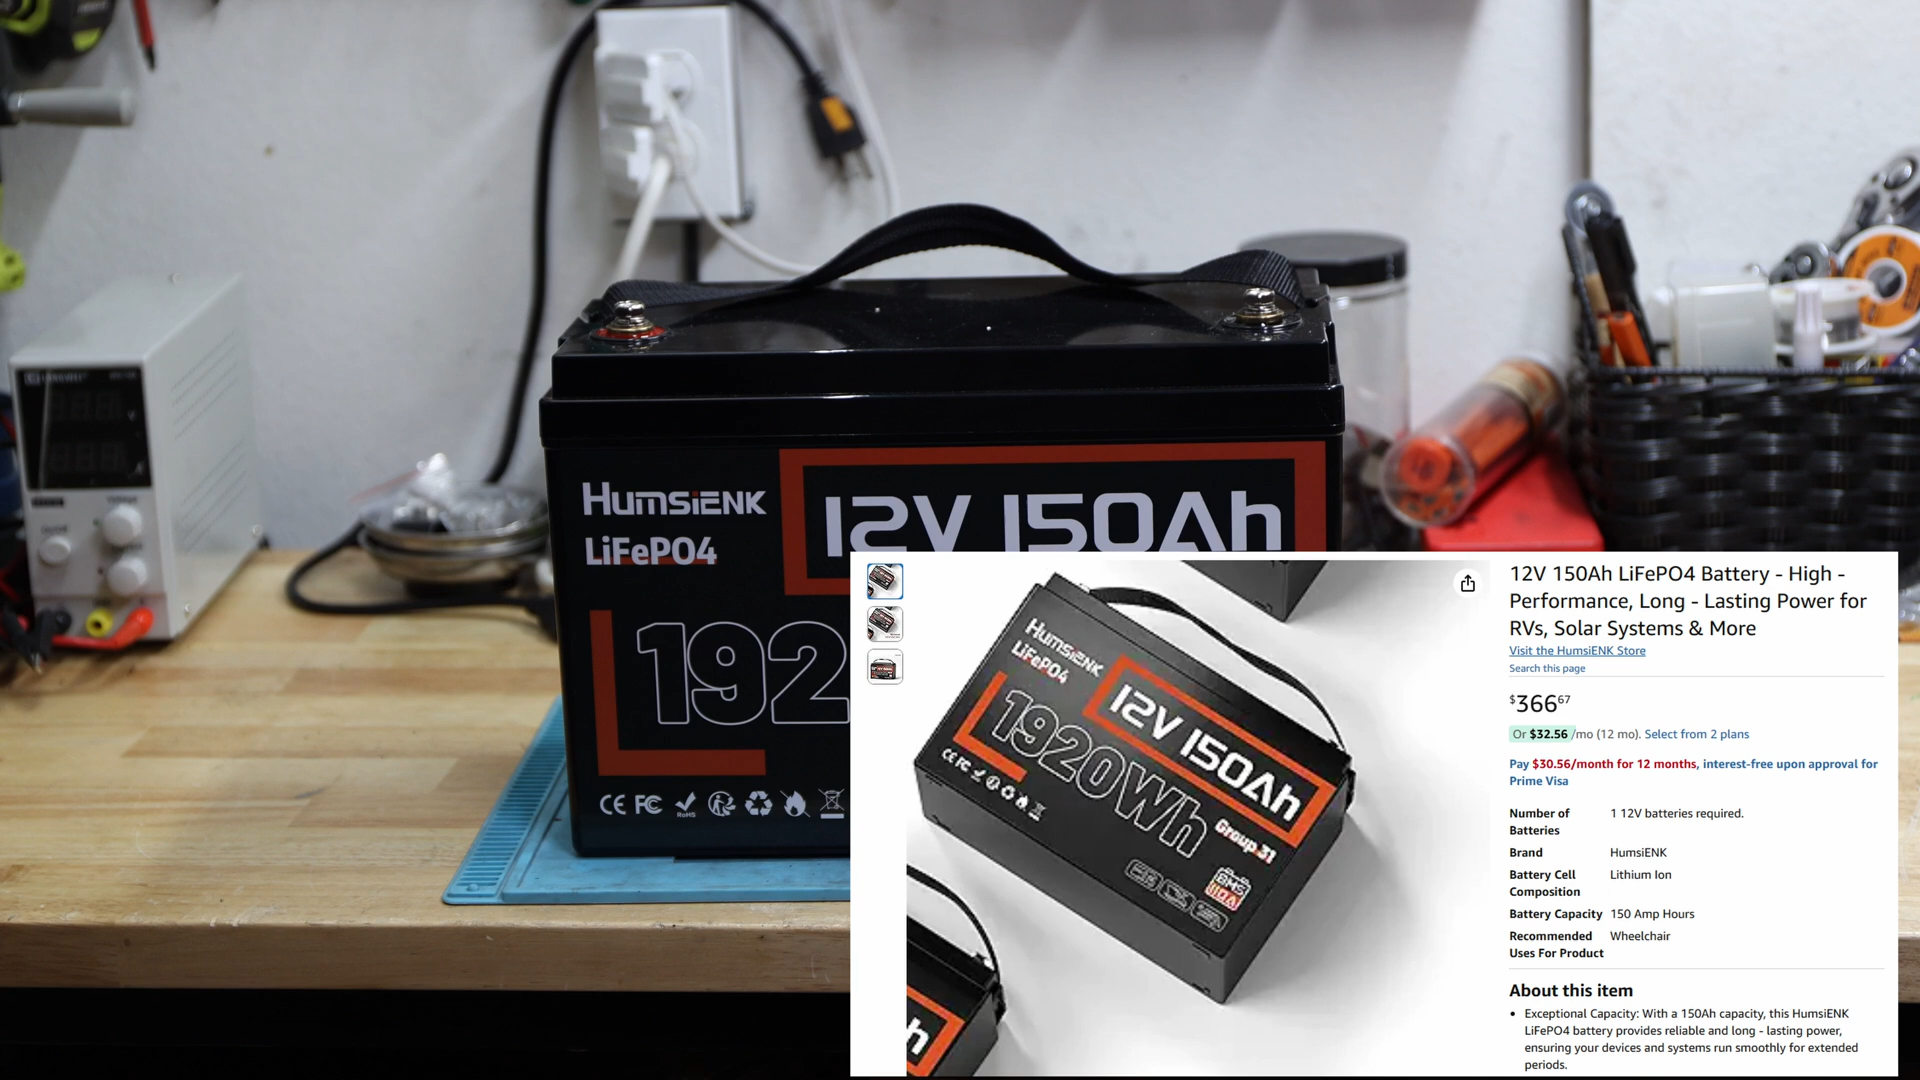 HumsiENK
LiFePO4
12V 150Ah
192
CE FC RoHS
HumsiENK
LiFePO4
12V 150Ah
1920Wh
Group 31
BMS
h
12V 150Ah LiFePO4 Battery - High -
Performance, Long - Lasting Power for
RVs, Solar Systems & More
Visit the HumsiENK Store
Search this page
$36667
Or $32.56 /mo (12 mo). Select from 2 plans
Pay $30.56/month for 12 months, interest-free upon approval for
Prime Visa
Number of Batteries 1 12V batteries required.
Brand HumsiENK
Battery Cell Composition Lithium Ion
Battery Capacity 150 Amp Hours
Recommended Uses For Product Wheelchair
About this item
• Exceptional Capacity: With a 150Ah capacity, this HumsiENK
LiFePO4 battery provides reliable and long - lasting power,
ensuring your devices and systems run smoothly for extended
periods.